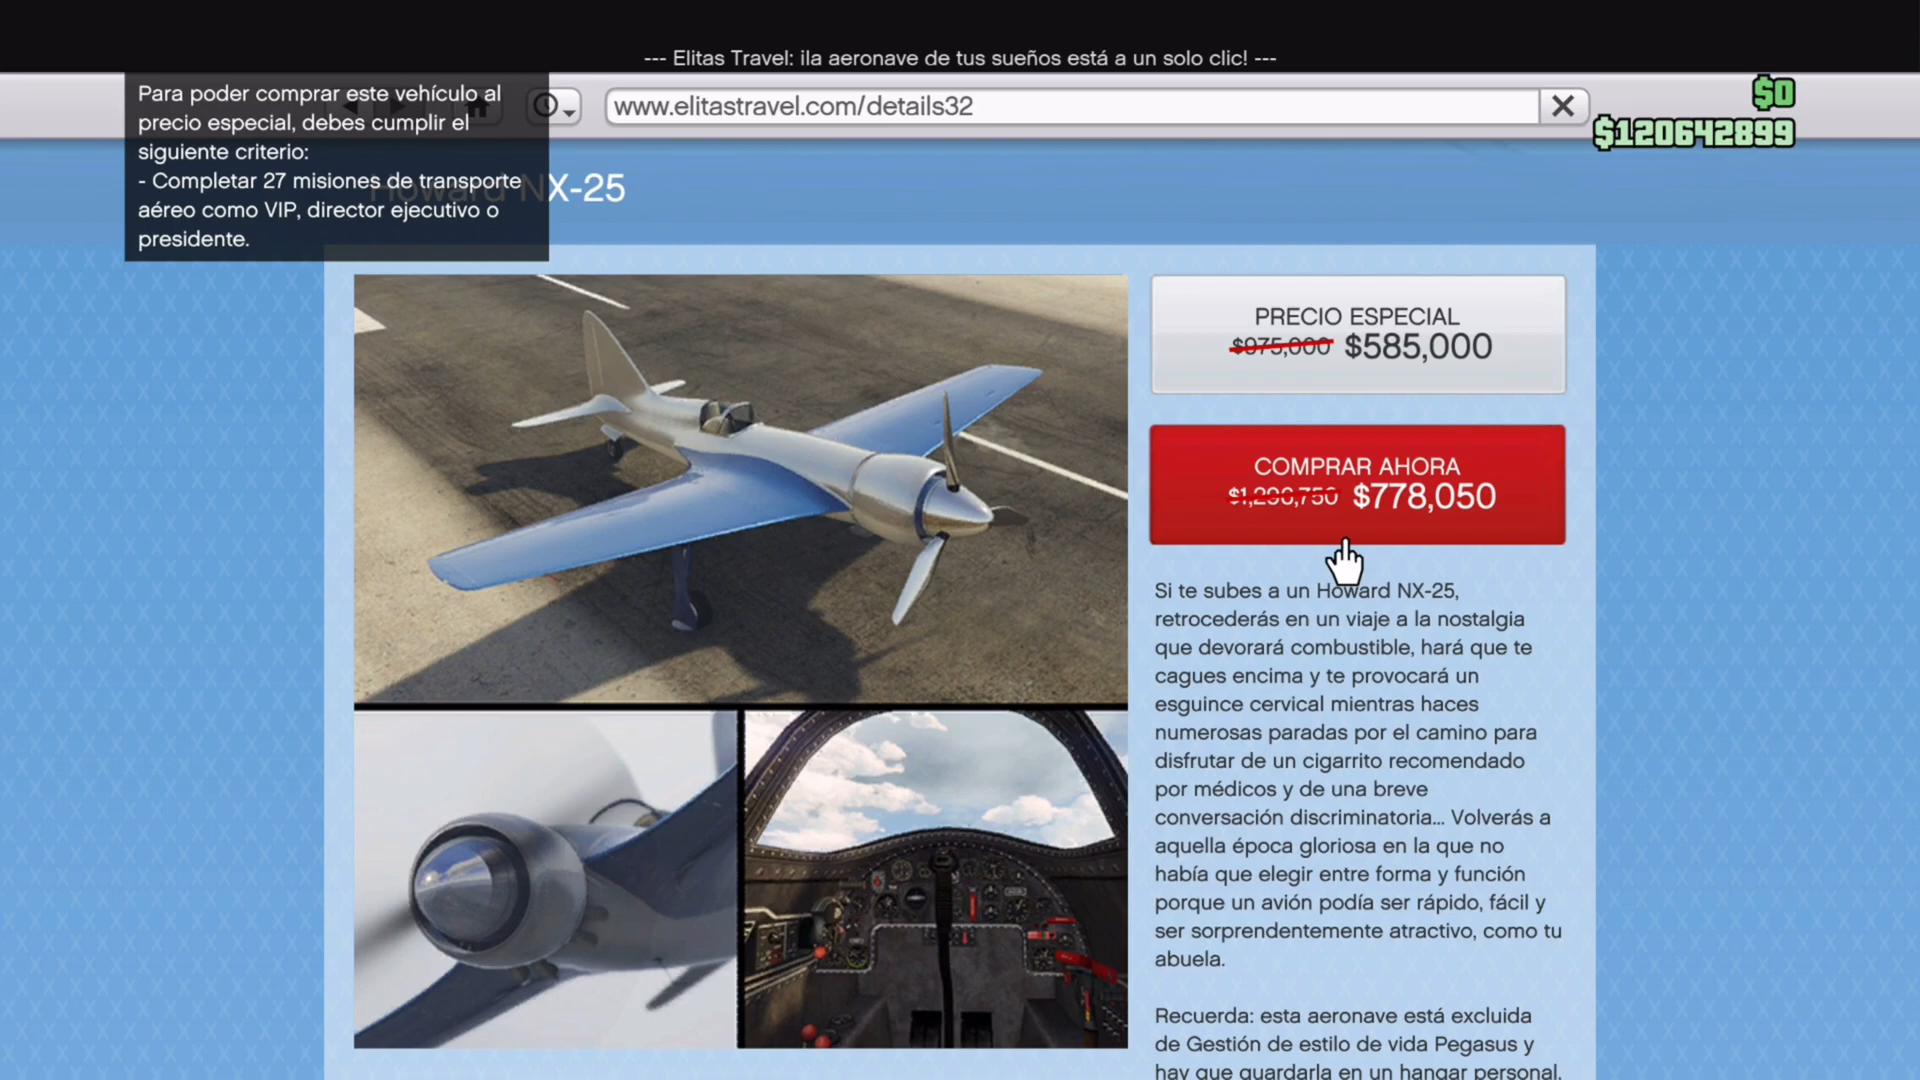 --- Elitas Travel: ¡la aeronave de tus sueños está a un solo clic! ---
Para poder comprar este vehículo al
precio especial, debes cumplir el
siguiente criterio:
- Completar 27 misiones de transporte
aéreo como VIP, director ejecutivo o
presidente.
www.elitastravel.com/details32
$0
$120642899
Howard NX-25
PRECIO ESPECIAL
$975,000 $585,000
COMPRAR AHORA
$1,296,750 $778,050
Si te subes a un Howard NX-25,
retrocederás en un viaje a la nostalgia
que devorará combustible, hará que te
cagues encima y te provocará un
esguince cervical mientras haces
numerosas paradas por el camino para
disfrutar de un cigarrito recomendado
por médicos y de una breve
conversación discriminatoria... Volverás a
aquella época gloriosa en la que no
había que elegir entre forma y función
porque un avión podía ser rápido, fácil y
ser sorprendentemente atractivo, como tu
abuela.
Recuerda: esta aeronave está excluida
de Gestión de estilo de vida Pegasus y
hay que guardarla en un hangar personal.